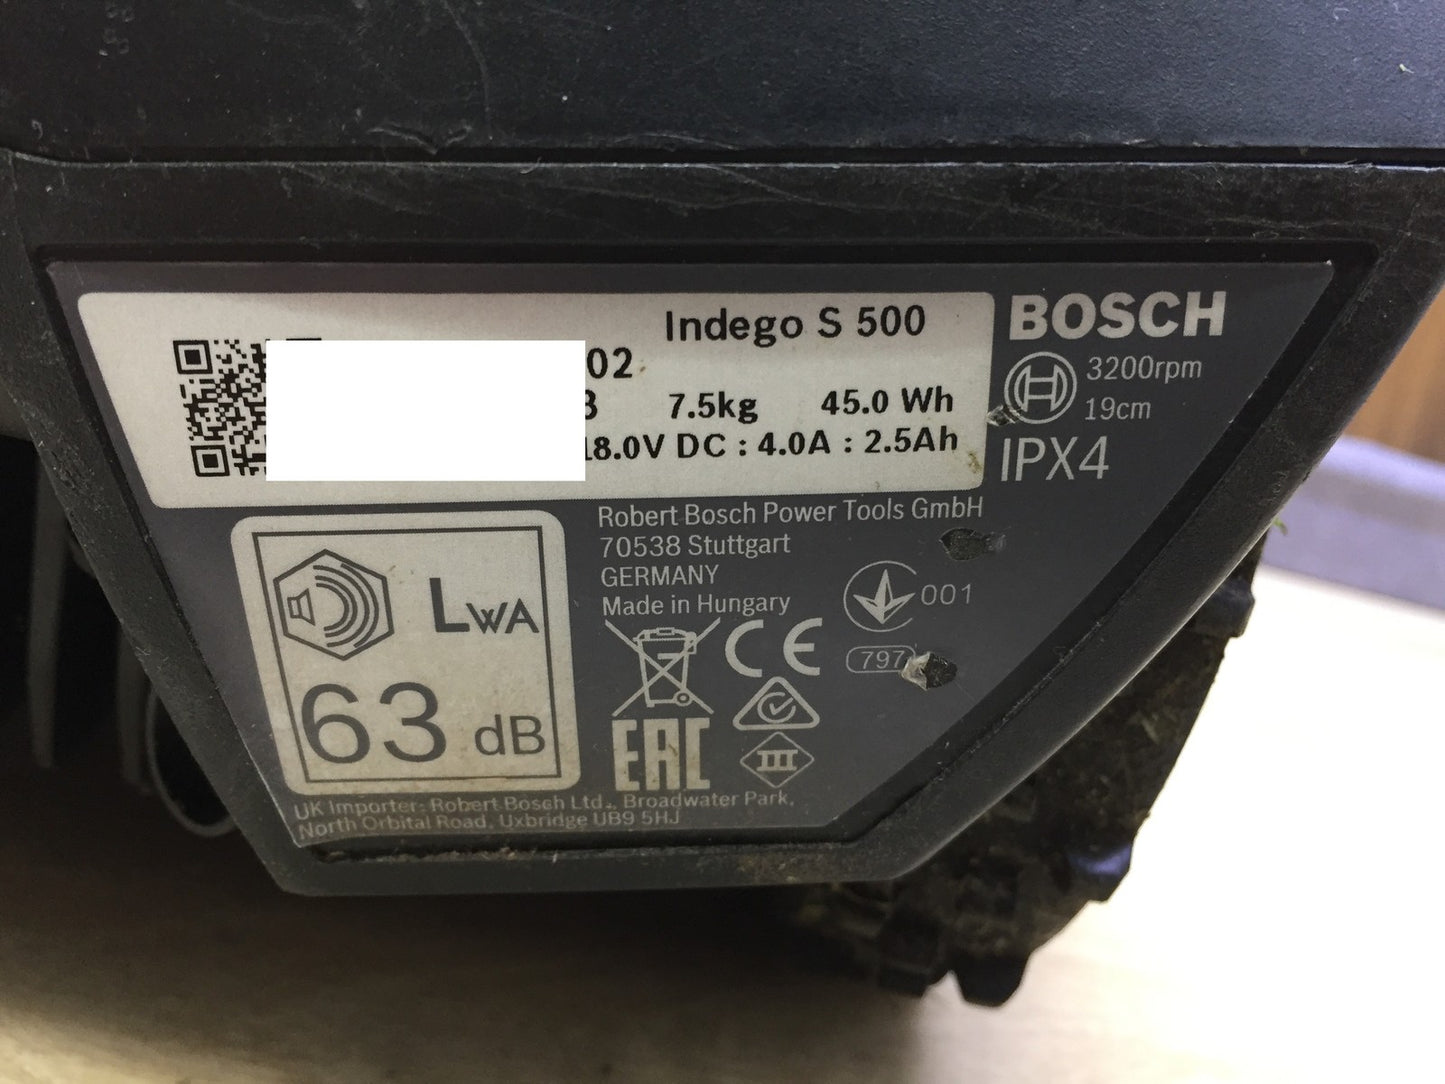 Indego S 500
02
7.5kg 45.0 Wh
18.0V DC : 4.0A : 2.5Ah
BOSCH
3200rpm
19cm
IPX4
Robert Bosch Power Tools GmbH
70538 Stuttgart
GERMANY
Made in Hungary
LWA
63 dB
001
CE
797
EAC
III
UK Importer: Robert Bosch Ltd., Broadwater Park,
North Orbital Road, Uxbridge UB9 5HJ